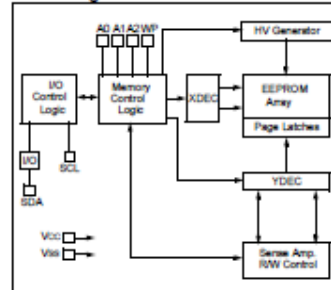 A0 A1 A2 WP
HV Generator
I/O
Control
Logic
Memory
Control
Logic
XDEC
EEPROM
Array
Page Latches
I/O
SCL
SDA
YDEC
Vcc
Vss
Sense Amp.
R/W Control